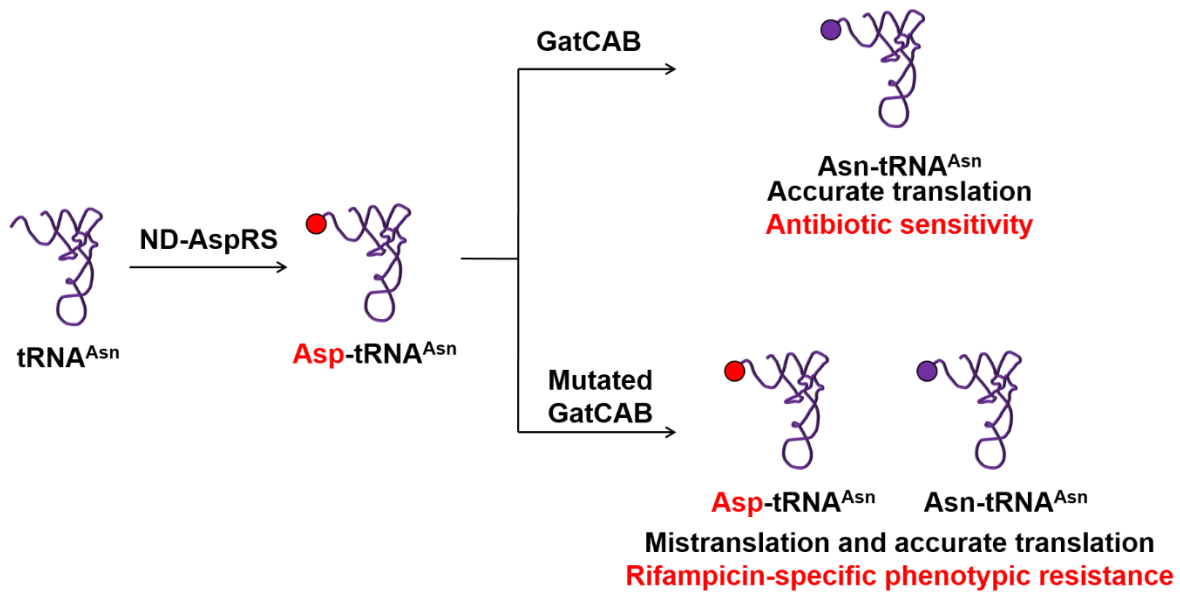 GatCAB
Asn-tRNAAsn
Accurate translation
Antibiotic sensitivity
ND-AspRS
tRNAAsn
Asp-tRNAAsn
Mutated
GatCAB
Asp-tRNAAsn
Asn-tRNAAsn
Mistranslation and accurate translation
Rifampicin-specific phenotypic resistance